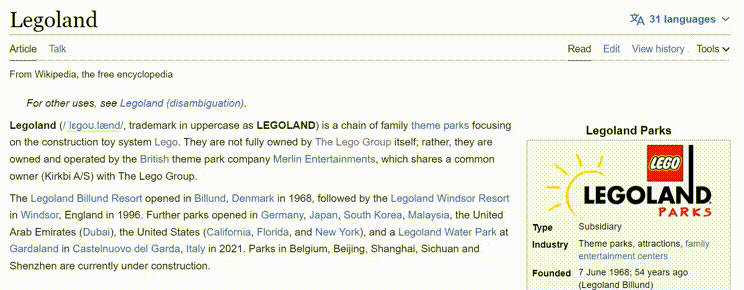 Legoland
31 languages
Article Talk Read Edit View history Tools
From Wikipedia, the free encyclopedia
For other uses, see Legoland (disambiguation).
Legoland (/ˈlɛɡoʊ.lænd/, trademark in uppercase as LEGOLAND) is a chain of family theme parks focusing
on the construction toy system Lego. They are not fully owned by The Lego Group itself; rather, they are
owned and operated by the British theme park company Merlin Entertainments, which shares a common
owner (Kirkbi A/S) with The Lego Group.
The Legoland Billund Resort opened in Billund, Denmark in 1968, followed by the Legoland Windsor Resort
in Windsor, England in 1996. Further parks opened in Germany, Japan, South Korea, Malaysia, the United
Arab Emirates (Dubai), the United States (California, Florida, and New York), and a Legoland Water Park at
Gardaland in Castelnuovo del Garda, Italy in 2021. Parks in Belgium, Beijing, Shanghai, Sichuan and
Shenzhen are currently under construction.
Legoland Parks
LEGO
LEGOLAND
PARKS
Type Subsidiary
Industry Theme parks, attractions, family
entertainment centers
Founded 7 June 1968; 54 years ago
(Legoland Billund)